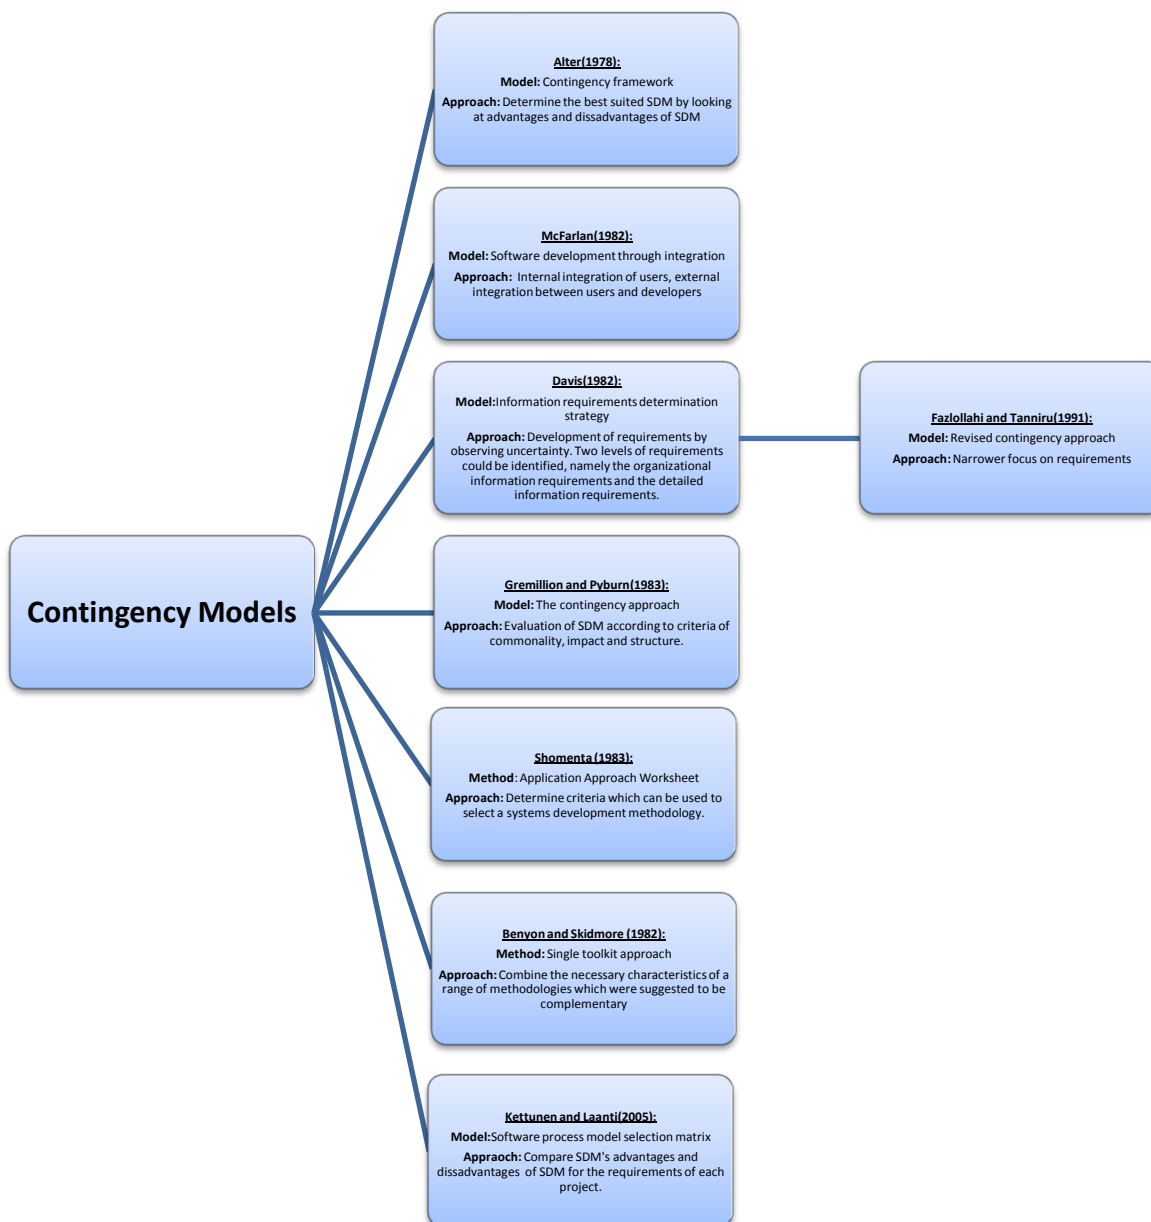 Alter(1978):
Model: Contingency framework
Approach: Determine the best suited SDM by looking
at advantages and dissadvantages of SDM
McFarlan(1982):
Model: Software development through integration
Approach: Internal integration of users, external
integration between users and developers
Davis(1982):
Model:Information requirements determination
strategy
Approach: Development of requirements by
observing uncertainty. Two levels of requirements
could be identified, namely the organizational
information requirements and the detailed
information requirements.
Fazlollahi and Tanniru(1991):
Model: Revised contingency approach
Approach: Narrower focus on requirements
Contingency Models
Gremillion and Pyburn(1983):
Model: The contingency approach
Approach: Evaluation of SDM according to criteria of
commonality, impact and structure.
Shomenta (1983):
Method: Application Approach Worksheet
Approach: Determine criteria which can be used to
select a systems development methodology.
Benyon and Skidmore (1982):
Method: Single toolkit approach
Approach: Combine the necessary characteristics of a
range of methodologies which were suggested to be
complementary
Kettunen and Laanti(2005):
Model:Software process model selection matrix
Appraoch: Compare SDM's advantages and
dissadvantages of SDM for the requirements of each
project.